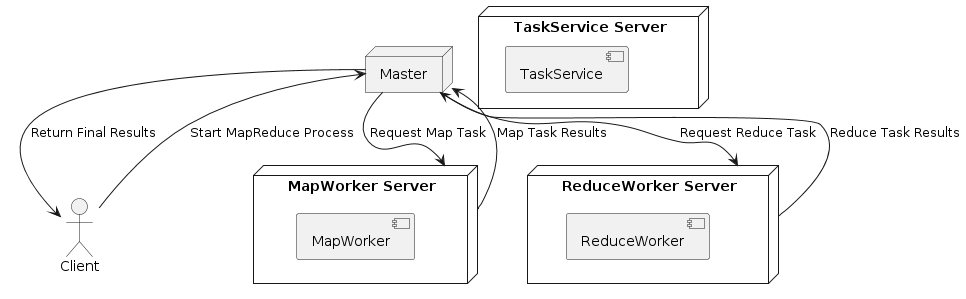 TaskService Server
TaskService
Master
Return Final Results
Start MapReduce Process
Request Map Task
Map Task Results
Request Reduce Task
Reduce Task Results
MapWorker Server
MapWorker
ReduceWorker Server
ReduceWorker
Client